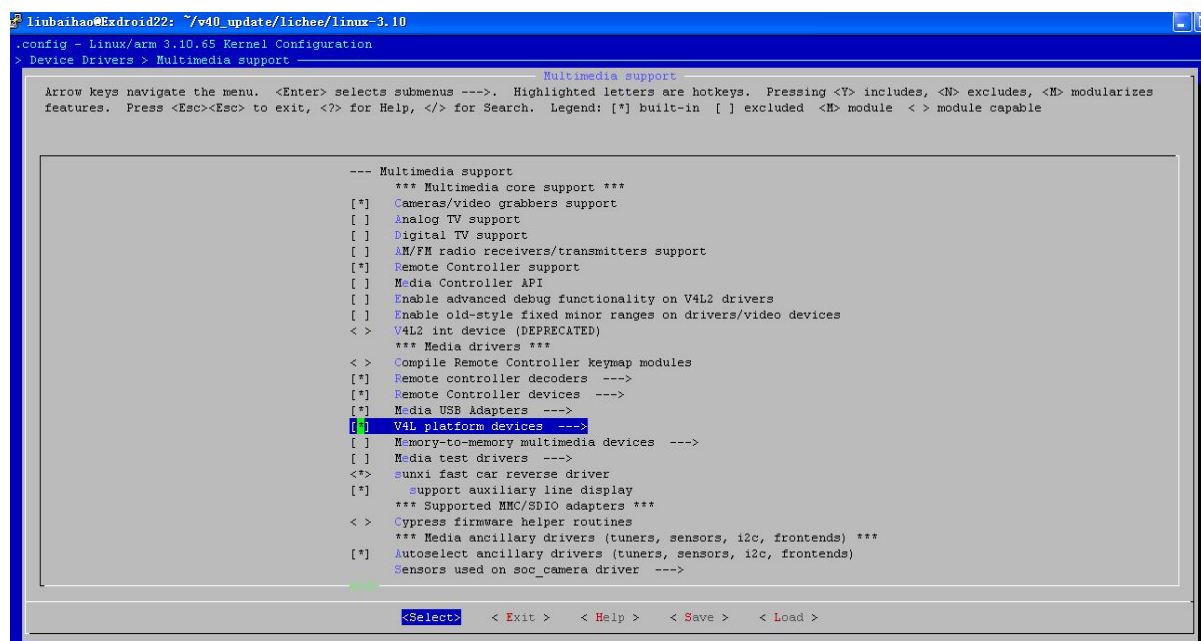 liubaihao@Exdroid22: ~/v40_update/lichee/linux-3.10
.config - Linux/arm 3.10.65 Kernel Configuration
> Device Drivers > Multimedia support
Multimedia support
Arrow keys navigate the menu.  <Enter> selects submenus --->.  Highlighted letters are hotkeys.  Pressing <Y> includes, <N> excludes, <M> modularizes
features.  Press <Esc><Esc> to exit, <?> for Help, </> for Search.  Legend: [*] built-in  [ ] excluded  <M> module  < > module capable
--- Multimedia support
*** Multimedia core support ***
[*]   Cameras/video grabbers support
[ ]   Analog TV support
[ ]   Digital TV support
[ ]   AM/FM radio receivers/transmitters support
[*]   Remote Controller support
[ ]   Media Controller API
[ ]   Enable advanced debug functionality on V4L2 drivers
[ ]   Enable old-style fixed minor ranges on drivers/video devices
< >   V4L2 int device (DEPRECATED)
*** Media drivers ***
< >   Compile Remote Controller keymap modules
[*]   Remote controller decoders  --->
[*]   Remote Controller devices  --->
[*]   Media USB Adapters  --->
[*]   V4L platform devices  --->
[ ]   Memory-to-memory multimedia devices  --->
[ ]   Media test drivers  --->
<*>   sunxi fast car reverse driver
[*]     support auxiliary line display
*** Supported MMC/SDIO adapters ***
< >   Cypress firmware helper routines
*** Media ancillary drivers (tuners, sensors, i2c, frontends) ***
[*]   Autoselect ancillary drivers (tuners, sensors, i2c, frontends)
Sensors used on soc_camera driver  --->
<Select>    < Exit >    < Help >    < Save >    < Load >